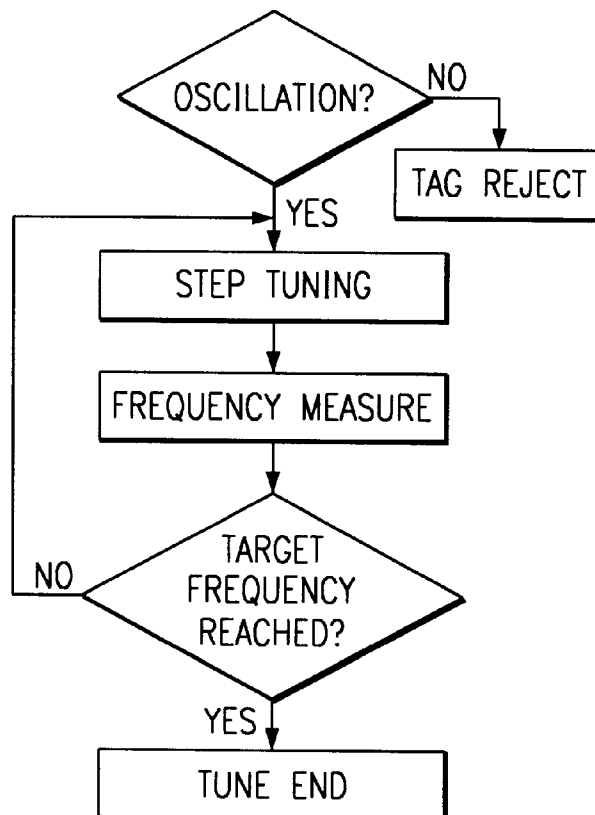 OSCILLATION?
NO
TAG REJECT
YES
STEP TUNING
FREQUENCY MEASURE
TARGET
FREQUENCY
REACHED?
NO
YES
TUNE END